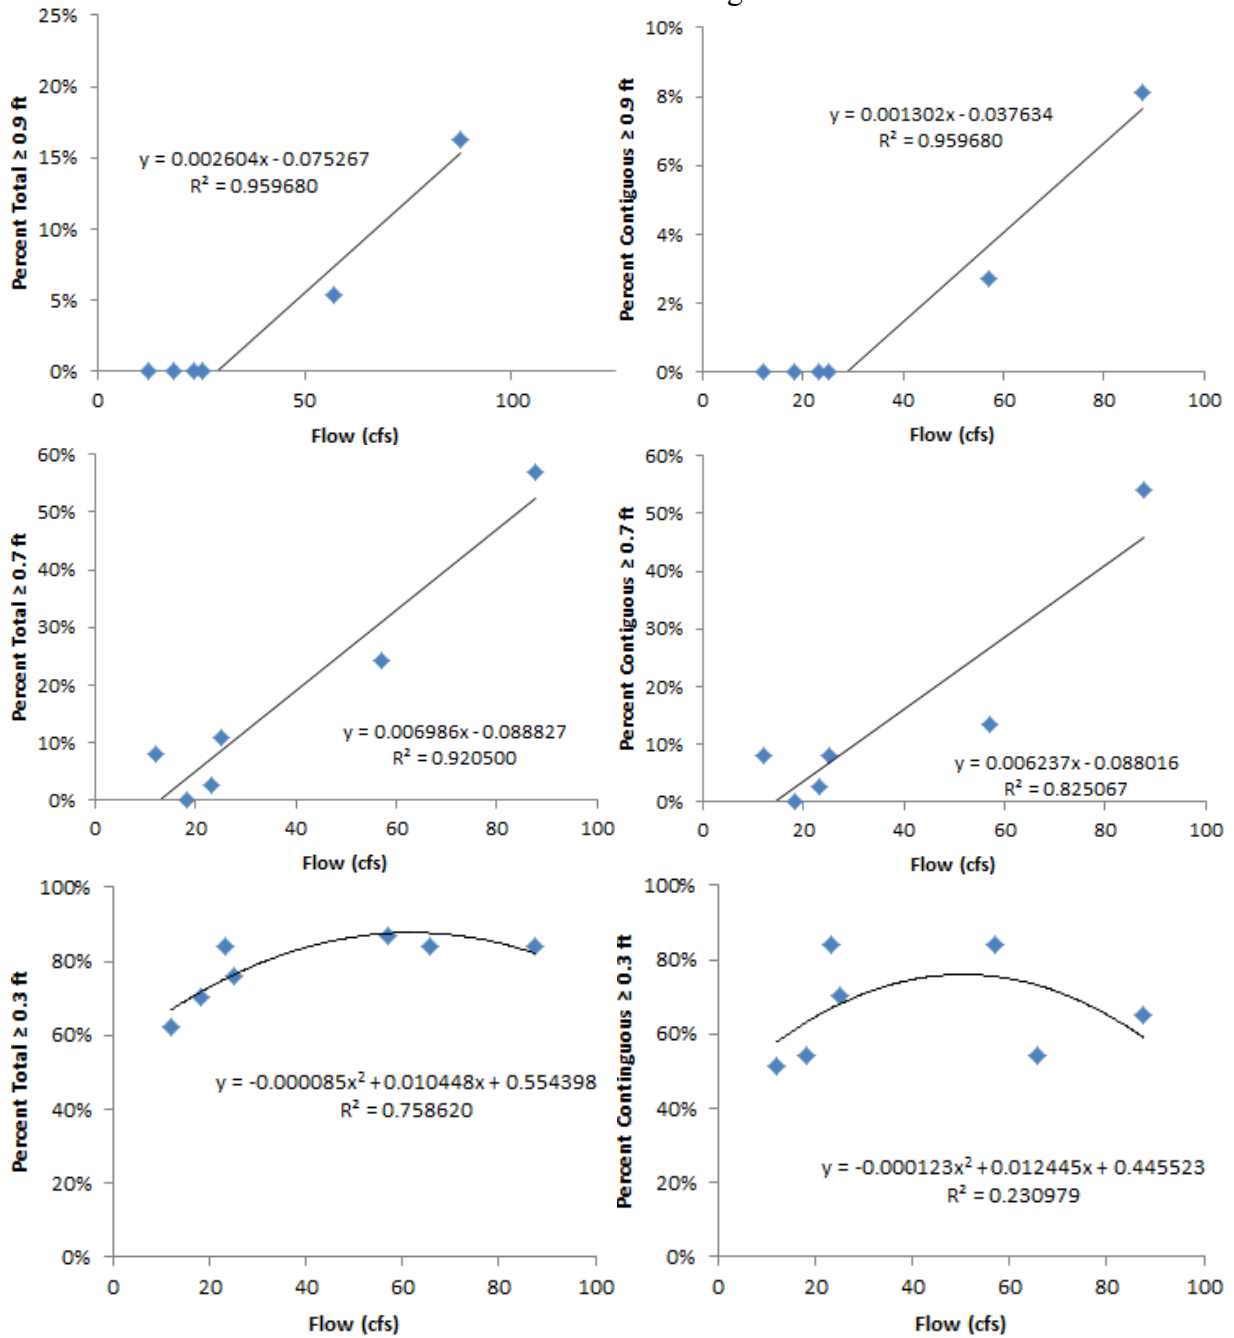 g
25%
20%
15%
10%
5%
0%
Percent Total ≥ 0.9 ft
y = 0.002604x - 0.075267
R² = 0.959680
0 50 100
Flow (cfs)
10%
8%
6%
4%
2%
0%
Percent Contiguous ≥ 0.9 ft
y = 0.001302x - 0.037634
R² = 0.959680
0 20 40 60 80 100
Flow (cfs)
60%
50%
40%
30%
20%
10%
0%
Percent Total ≥ 0.7 ft
y = 0.006986x - 0.088827
R² = 0.920500
0 20 40 60 80 100
Flow (cfs)
60%
50%
40%
30%
20%
10%
0%
Percent Contiguous ≥ 0.7 ft
y = 0.006237x - 0.088016
R² = 0.825067
0 20 40 60 80 100
Flow (cfs)
100%
80%
60%
40%
20%
0%
Percent Total ≥ 0.3 ft
y = -0.000085x² + 0.010448x + 0.554398
R² = 0.758620
0 20 40 60 80 100
Flow (cfs)
100%
80%
60%
40%
20%
0%
Percent Continguous ≥ 0.3 ft
y = -0.000123x² + 0.012445x + 0.445523
R² = 0.230979
0 20 40 60 80 100
Flow (cfs)